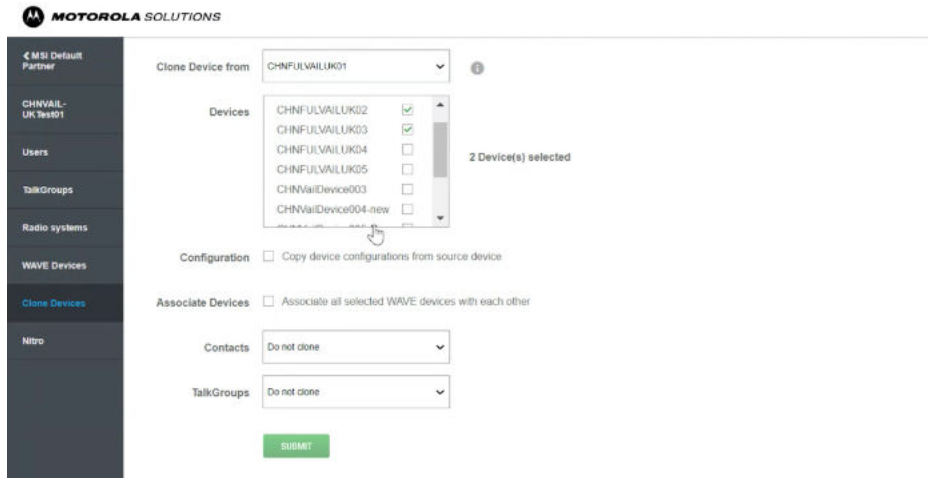 MOTOROLA SOLUTIONS
MSI Default
Partner
CHNVAIL-
UKTest01
Users
TalkGroups
Radio systems
WAVE Devices
Clone Devices
Nitro
Clone Device from CHNFULVAILUK01
Devices
CHNFULVAILUK02
CHNFULVAILUK03
CHNFULVAILUK04
CHNFULVAILUK05
CHNVailDevice003
CHNVailDevice004-new
2 Device(s) selected
Configuration Copy device configurations from source device
Associate Devices Associate all selected WAVE devices with each other
Contacts Do not clone
TalkGroups Do not clone
SUBMIT